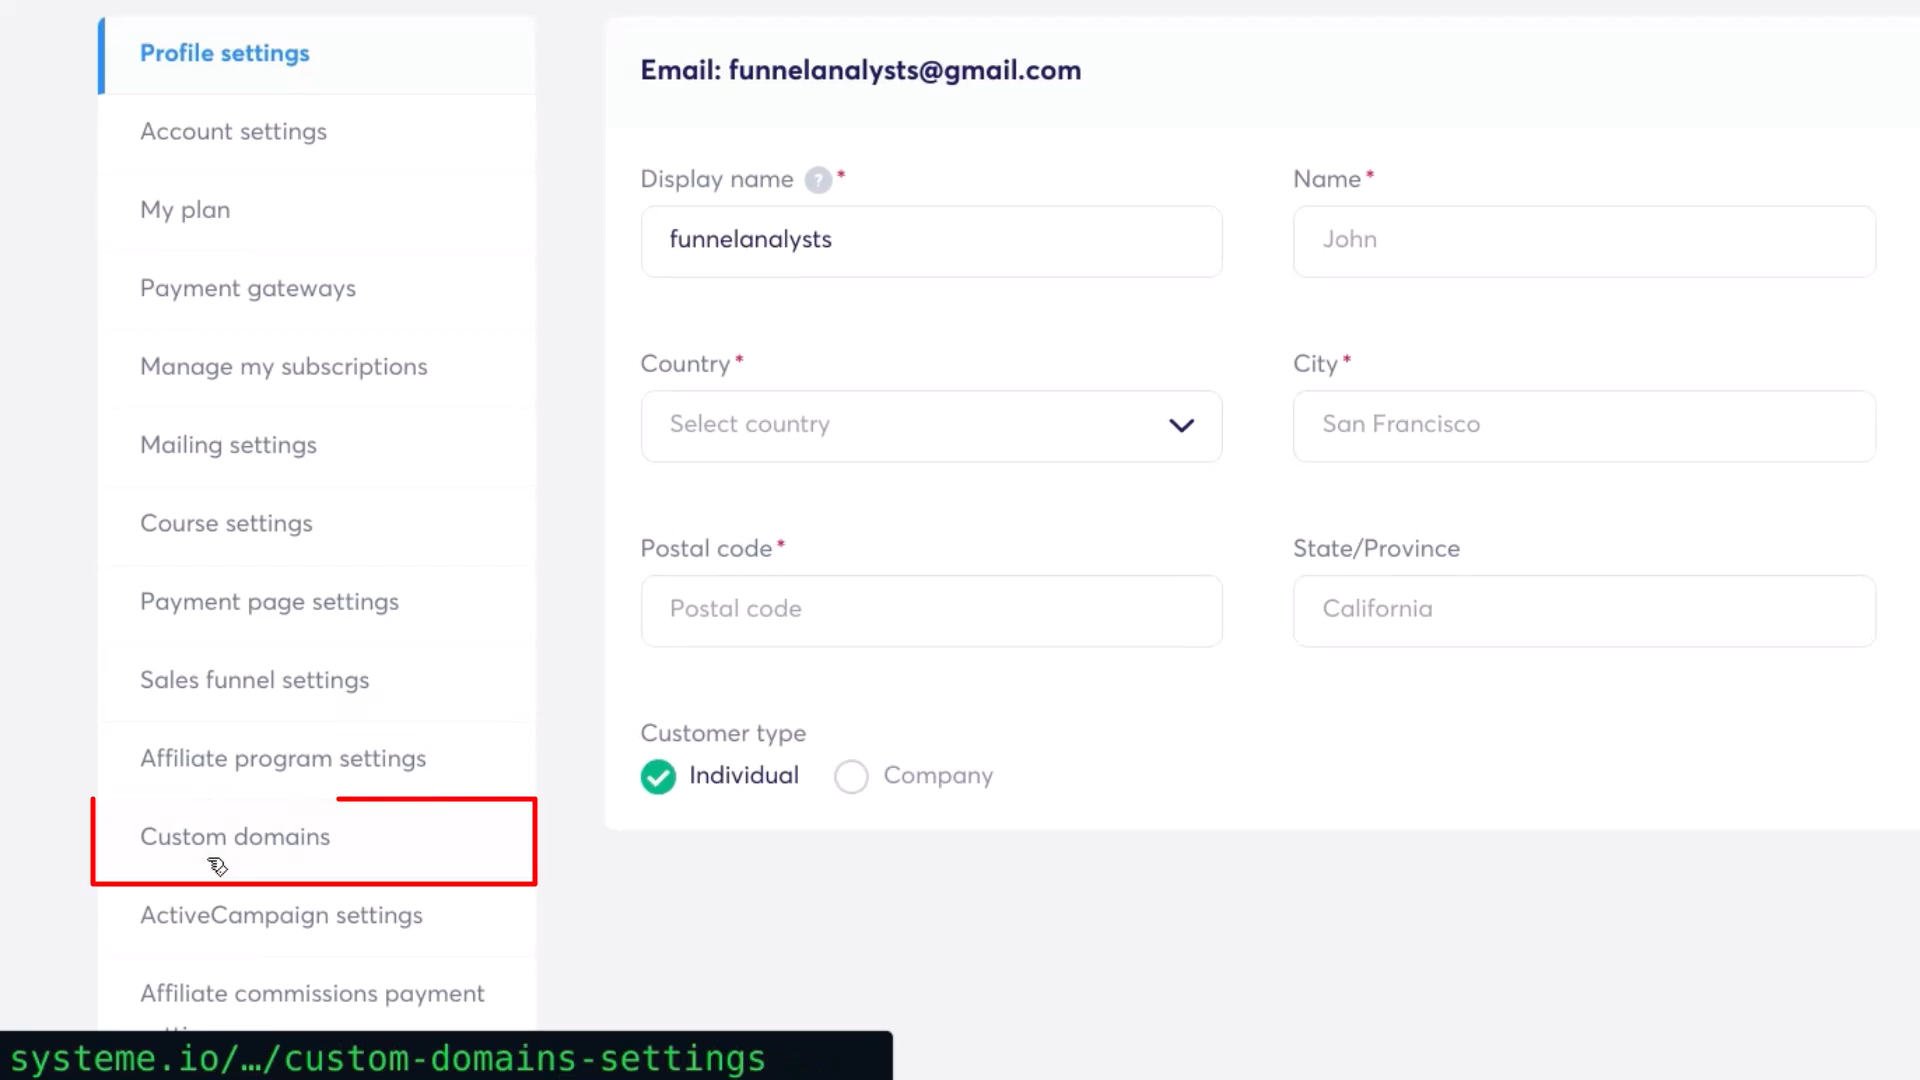 Profile settings
Account settings
My plan
Payment gateways
Manage my subscriptions
Mailing settings
Course settings
Payment page settings
Sales funnel settings
Affiliate program settings
Custom domains
ActiveCampaign settings
Affiliate commissions payment
Email: funnelanalysts@gmail.com
Display name ? *
funnelanalysts
Name *
John
Country *
Select country
City *
San Francisco
Postal code *
Postal code
State/Province
California
Customer type
Individual
Company
systeme.io/…/custom-domains-settings